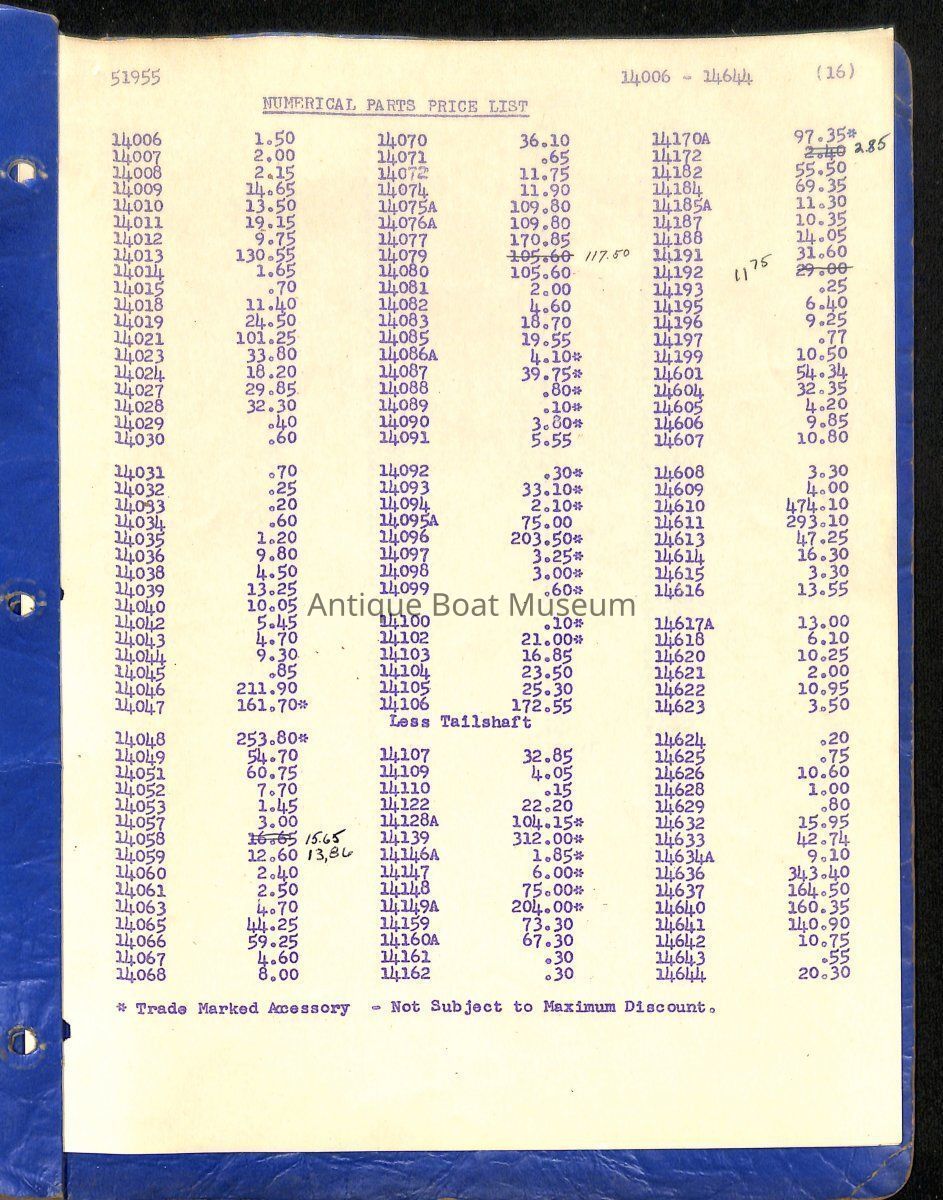 51955 14006 - 14644 (16)
NUMERICAL PARTS PRICE LIST
14006 1.50 14070 36.10 14170A 97.35*
14007 2.00 14071 .65 14172 2.40 2.85
14008 2.15 14072 11.75 14182 55.50
14009 14.65 14074 11.90 14184 69.35
14010 13.50 14075A 109.80 14185A 11.30
14011 19.15 14076A 109.80 14187 10.35
14012 9.75 14077 170.85 14188 14.05
14013 130.55 14079 105.60 117.50 14191 31.60
14014 1.65 14080 105.60 14192 11 75 29.00
14015 .70 14081 2.00 14193 .25
14018 11.40 14082 4.60 14195 6.40
14019 24.50 14083 18.70 14196 9.25
14021 101.25 14085 19.55 14197 .77
14023 33.80 14086A 4.10* 14199 10.50
14024 18.20 14087 39.75* 14601 54.34
14027 29.85 14088 .80* 14604 32.35
14028 32.30 14089 .10* 14605 4.20
14029 .40 14090 3.80* 14606 9.85
14030 .60 14091 5.55 14607 10.80
14031 .70 14092 .30* 14608 3.30
14032 .25 14093 33.10* 14609 4.00
14033 .20 14094 2.10* 14610 474.10
14034 .60 14095A 75.00 14611 293.10
14035 1.20 14096 203.50* 14613 47.25
14036 9.80 14097 3.25* 14614 16.30
14038 4.50 14098 3.00* 14615 3.30
14039 13.25 14099 .60* 14616 13.55
14040 10.05
Antique Boat Museum
14042 5.45 14100 .10* 14617A 13.00
14043 4.70 14102 21.00* 14618 6.10
14044 9.30 14103 16.85 14620 10.25
14045 .85 14104 23.50 14621 2.00
14046 211.90 14105 25.30 14622 10.95
14047 161.70* 14106 172.55 14623 3.50
Less Tailshaft
14048 253.80* 14624 .20
14049 54.70 14107 32.85 14625 .75
14051 60.75 14109 4.05 14626 10.60
14052 7.70 14110 .15 14628 1.00
14053 1.45 14122 22.20 14629 .80
14057 3.00 14128A 104.15* 14632 15.95
14058 16.65 15.65 14139 312.00* 14633 42.74
14059 12.60 13,86 14146A 1.85* 14634A 9.10
14060 2.40 14147 6.00* 14636 343.40
14061 2.50 14148 75.00* 14637 164.50
14063 4.70 14149A 204.00* 14640 160.35
14065 44.25 14159 73.30 14641 140.90
14066 59.25 14160A 67.30 14642 10.75
14067 4.60 14161 .30 14643 .55
14068 8.00 14162 .30 14644 20.30
* Trade Marked Accessory - Not Subject to Maximum Discount.